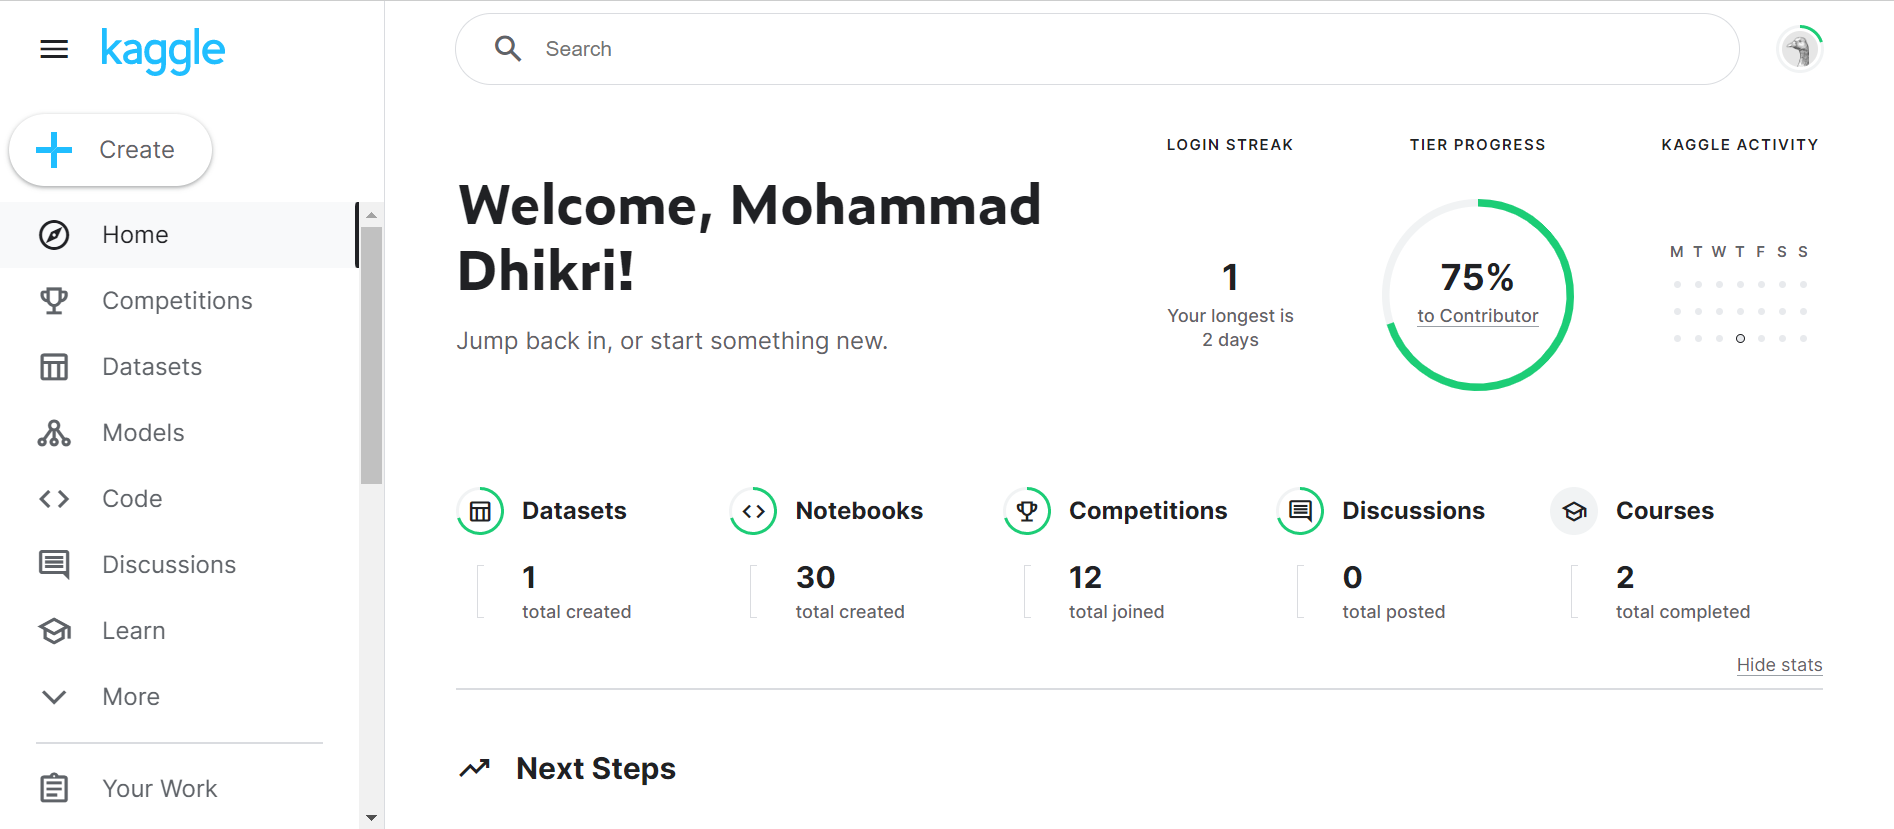 kaggle
Search
Create
Home
Competitions
Datasets
Models
Code
Discussions
Learn
More
Your Work
Welcome, Mohammad
Dhikri!
Jump back in, or start something new.
LOGIN STREAK
1
Your longest is
2 days
TIER PROGRESS
75%
to Contributor
KAGGLE ACTIVITY
M T W T F S S
Datasets
1
total created
Notebooks
30
total created
Competitions
12
total joined
Discussions
0
total posted
Courses
2
total completed
Hide stats
Next Steps